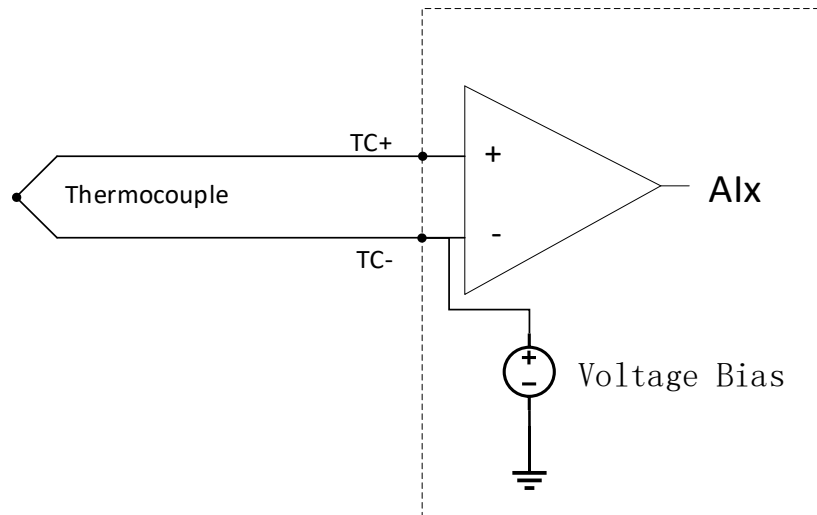 TC+
+
Thermocouple
AIx
-
TC-
+
-
Voltage Bias